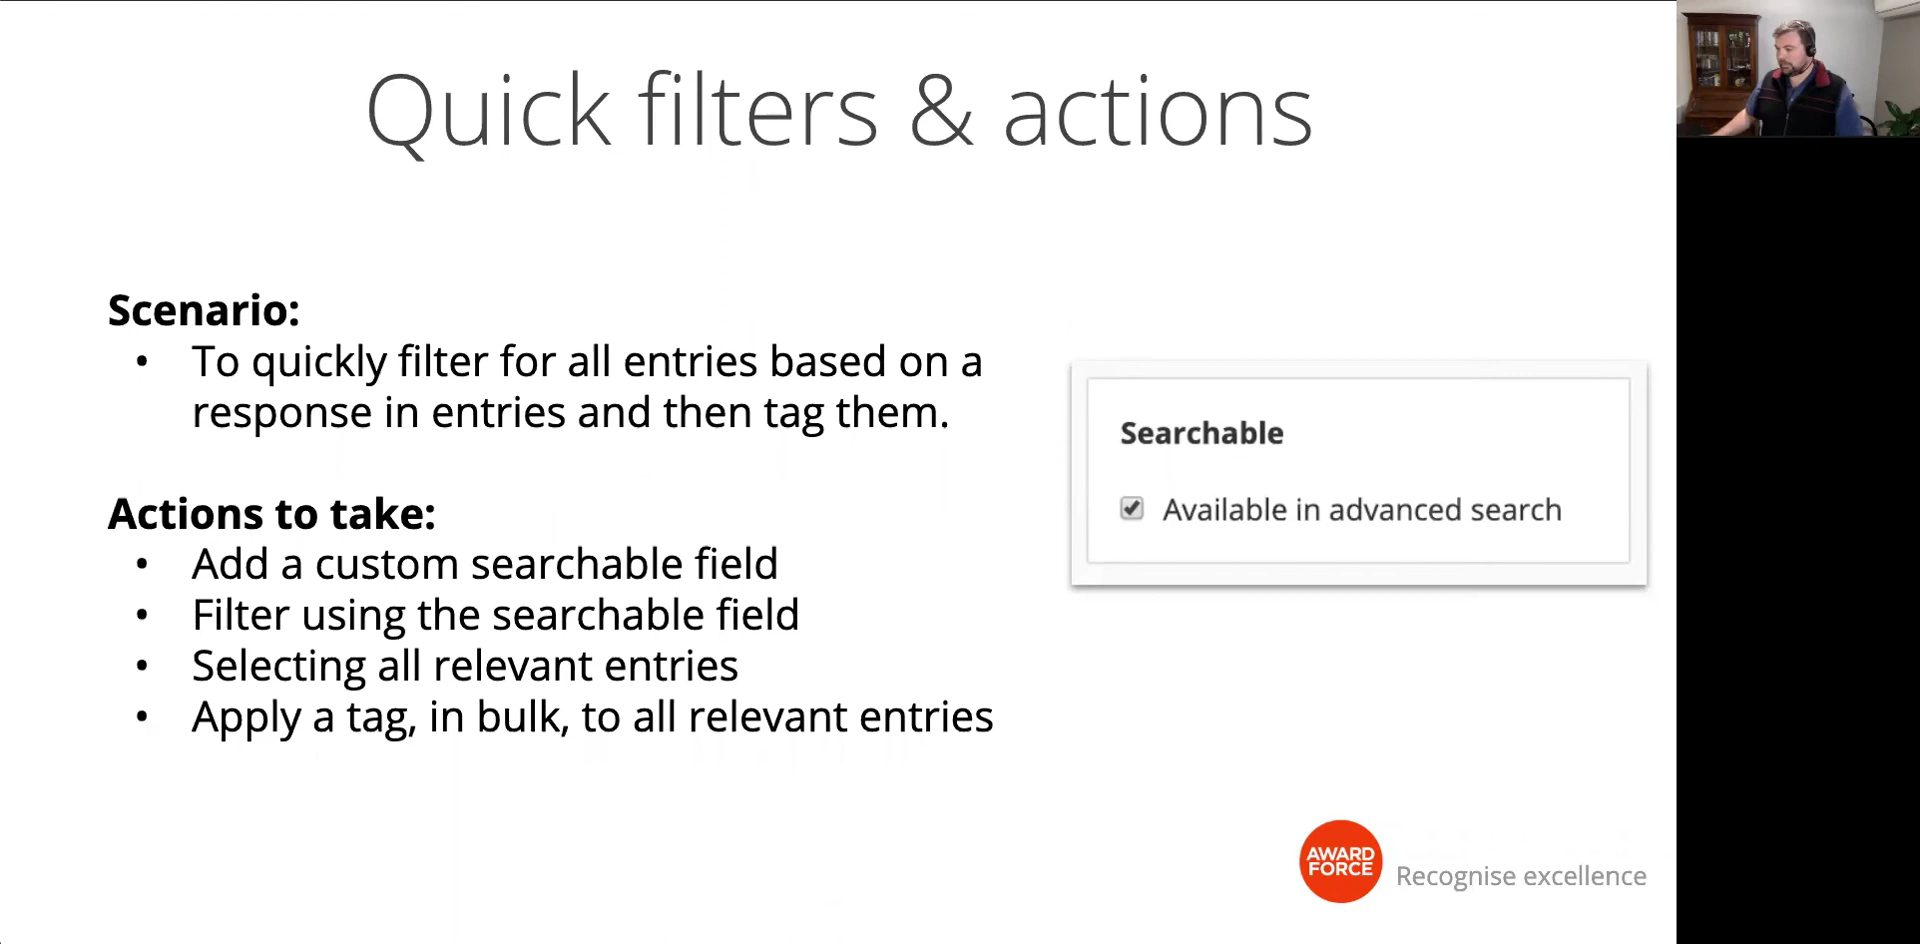 Quick filters & actions
Scenario:
• To quickly filter for all entries based on a
response in entries and then tag them.
Actions to take:
• Add a custom searchable field
• Filter using the searchable field
• Selecting all relevant entries
• Apply a tag, in bulk, to all relevant entries
Searchable
Available in advanced search
AWARD
FORCE
Recognise excellence